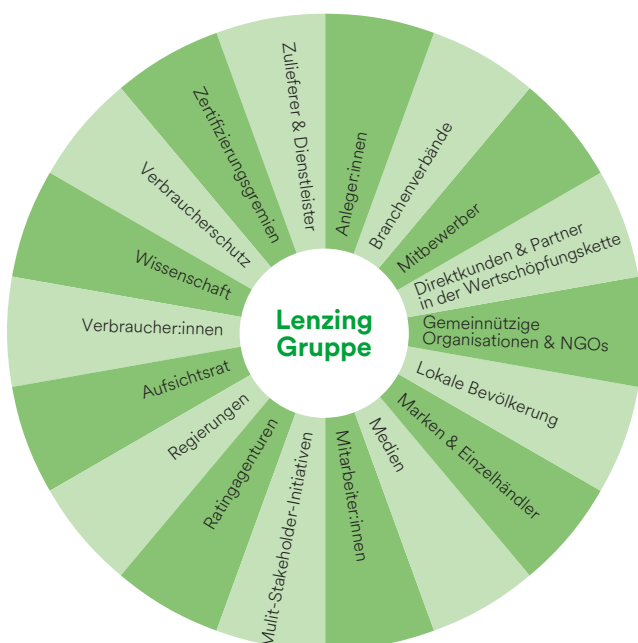 Lenzing
Gruppe
Anleger:innen
Branchenverbände
Mitbewerber
Direktkunden & Partner
in der Wertschöpfungskette
Gemeinnützige
Organisationen & NGOs
Lokale Bevölkerung
Marken & Einzelhändler
Medien
Mitarbeiter:innen
Mulit-Stakeholder-Initiativen
Ratingagenturen
Regierungen
Aufsichtsrat
Verbraucher:innen
Wissenschaft
Verbraucherschutz
Zertifizierungsgremien
Zulieferer & Dienstleister